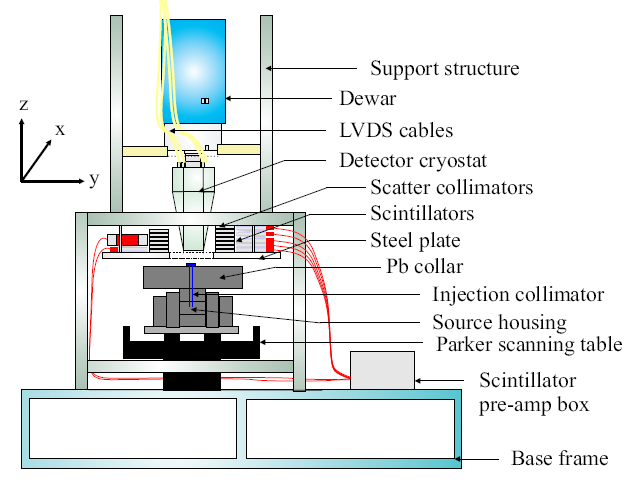 Support structure
Dewar
z
x
LVDS cables
Detector cryostat
y
Scatter collimators
Scintillators
Steel plate
Pb collar
Injection collimator
Source housing
Parker scanning table
Scintillator
pre-amp box
Base frame